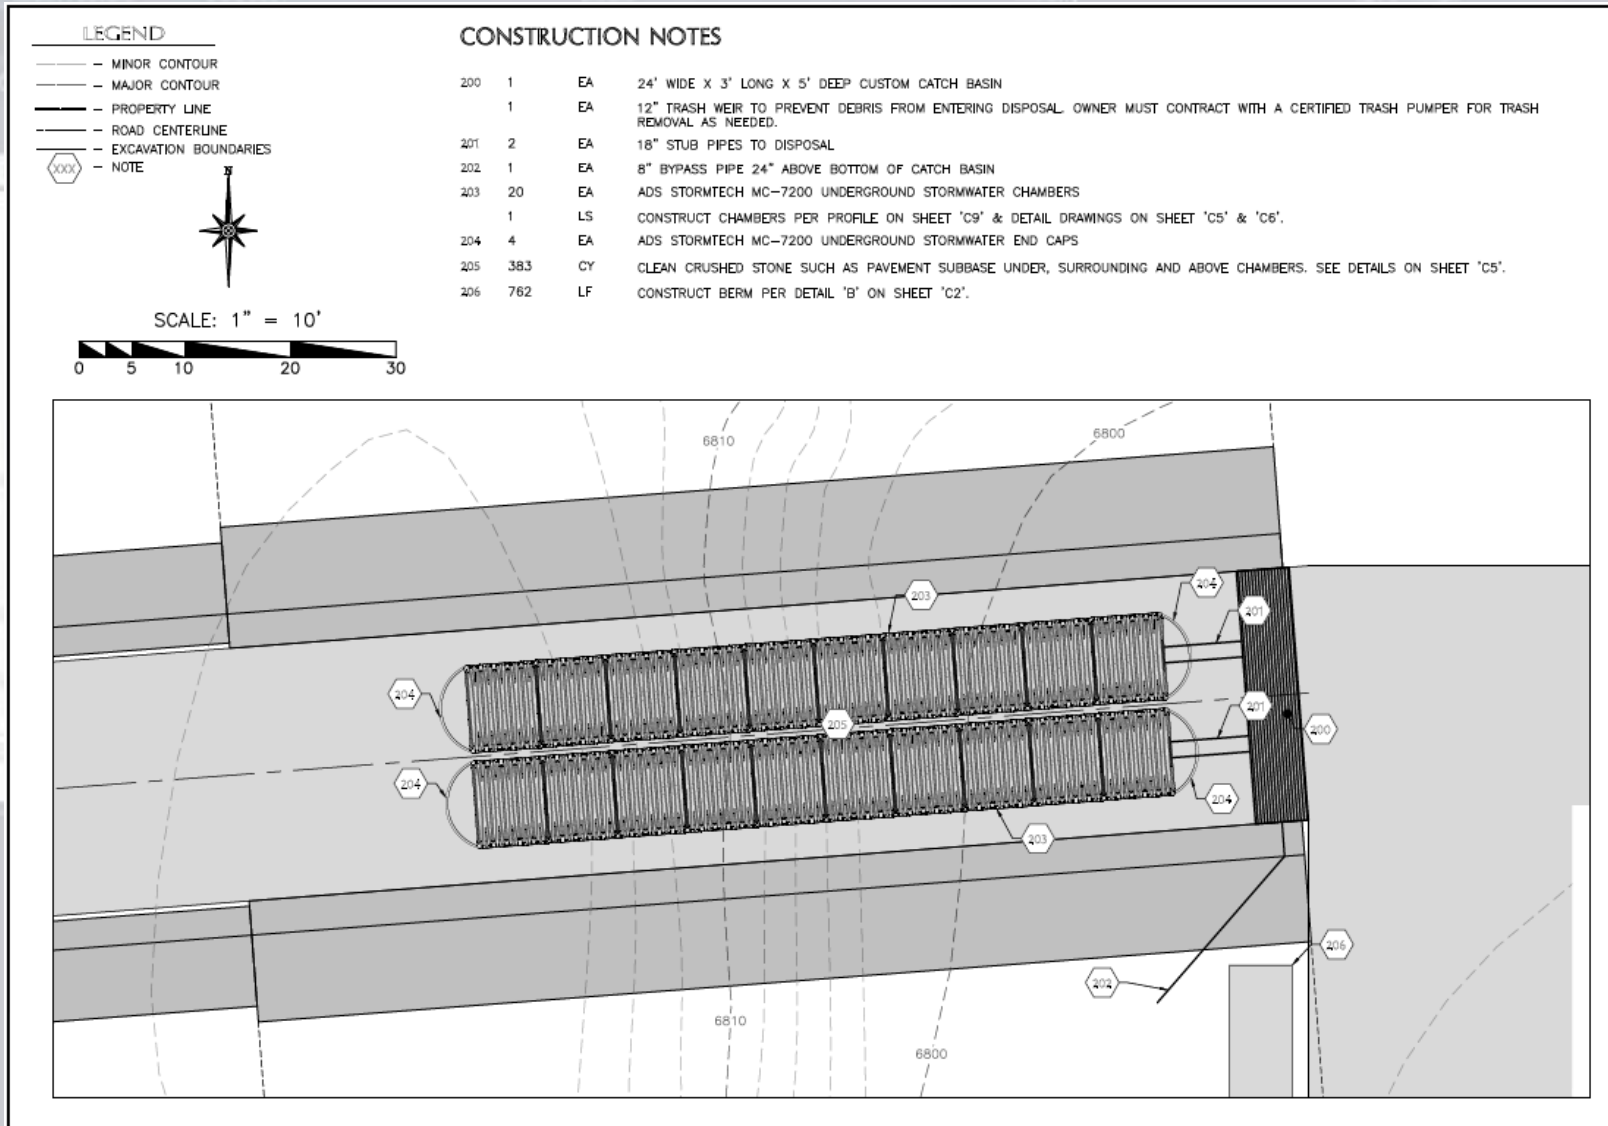 LEGEND
— MINOR CONTOUR
— MAJOR CONTOUR
— PROPERTY LINE
— ROAD CENTERLINE
— EXCAVATION BOUNDARIES
XXX — NOTE
N
SCALE: 1" = 10'
0 5 10 20 30
CONSTRUCTION NOTES
200 1 EA 24' WIDE X 3' LONG X 5' DEEP CUSTOM CATCH BASIN
1 EA 12" TRASH WEIR TO PREVENT DEBRIS FROM ENTERING DISPOSAL. OWNER MUST CONTRACT WITH A CERTIFIED TRASH PUMPER FOR TRASH
REMOVAL AS NEEDED.
201 2 EA 18" STUB PIPES TO DISPOSAL
202 1 EA 8" BYPASS PIPE 24" ABOVE BOTTOM OF CATCH BASIN
203 20 EA ADS STORMTECH MC-7200 UNDERGROUND STORMWATER CHAMBERS
1 LS CONSTRUCT CHAMBERS PER PROFILE ON SHEET 'C9' & DETAIL DRAWINGS ON SHEET 'C5' & 'C6'.
204 4 EA ADS STORMTECH MC-7200 UNDERGROUND STORMWATER END CAPS
205 383 CY CLEAN CRUSHED STONE SUCH AS PAVEMENT SUBBASE UNDER, SURROUNDING AND ABOVE CHAMBERS. SEE DETAILS ON SHEET 'C5'.
206 762 LF CONSTRUCT BERM PER DETAIL 'B' ON SHEET 'C2'.
6810
6800
203
204
201
204
205
201
200
204
204
203
206
202
6810
6800